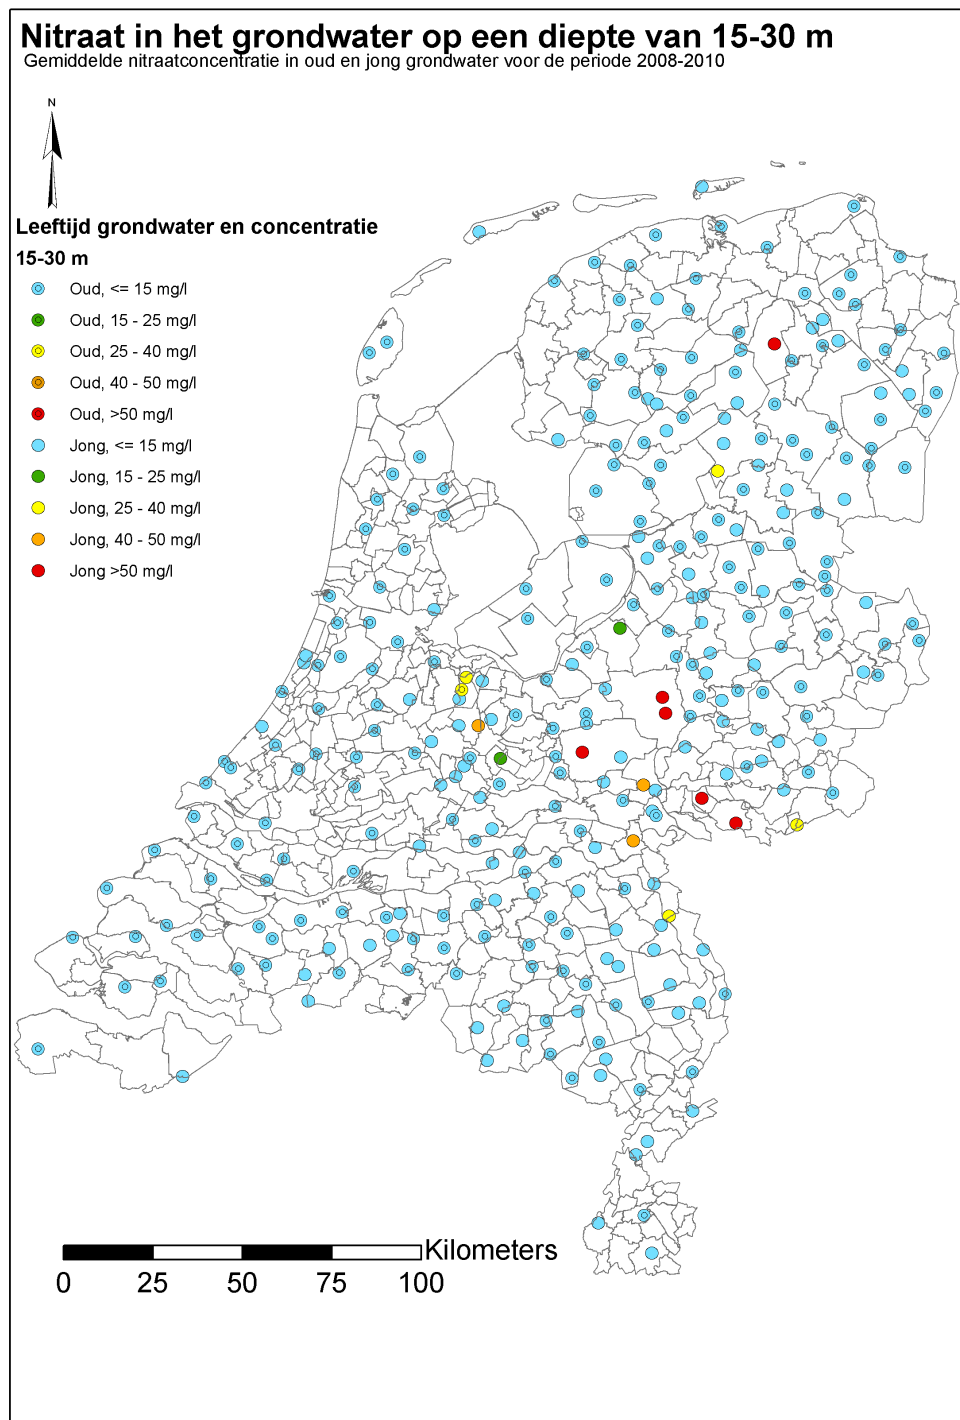 Nitraat in het grondwater op een diepte van 15-30 m
Gemiddelde nitraatconcentratie in oud en jong grondwater voor de periode 2008-2010
N
Leeftijd grondwater en concentratie
15-30 m
Oud, <= 15 mg/l
Oud, 15 - 25 mg/l
Oud, 25 - 40 mg/l
Oud, 40 - 50 mg/l
Oud, >50 mg/l
Jong, <= 15 mg/l
Jong, 15 - 25 mg/l
Jong, 25 - 40 mg/l
Jong, 40 - 50 mg/l
Jong >50 mg/l
Kilometers
0 25 50 75 100